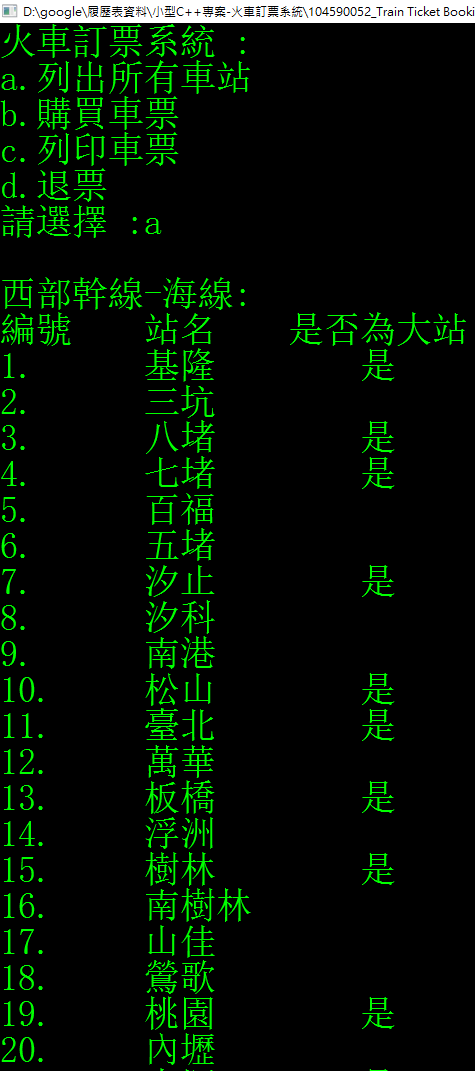 D:\google\履歷表資料\小型C++專案-火車訂票系統\104590052_Train Ticket Booki
火車訂票系統 :
a.列出所有車站
b.購買車票
c.列印車票
d.退票
請選擇 :a
西部幹線-海線:
編號 站名 是否為大站
1. 基隆 是
2. 三坑
3. 八堵 是
4. 七堵 是
5. 百福
6. 五堵
7. 汐止 是
8. 汐科
9. 南港
10. 松山 是
11. 臺北 是
12. 萬華
13. 板橋 是
14. 浮洲
15. 樹林 是
16. 南樹林
17. 山佳
18. 鶯歌
19. 桃園 是
20. 內壢